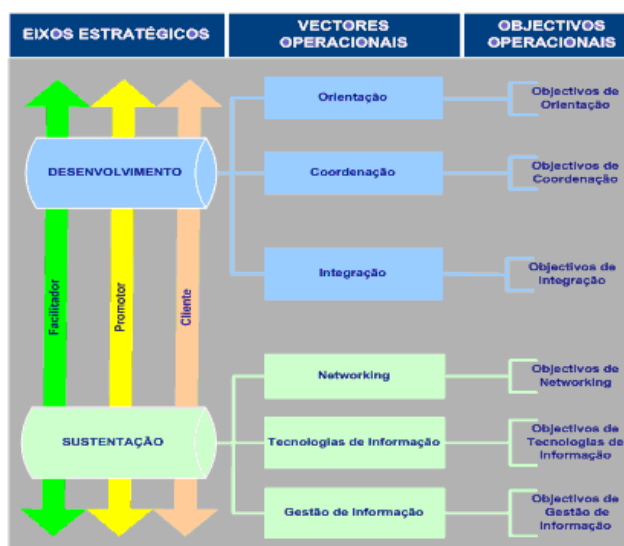 EIXOS ESTRATÉGICOS
VECTORES
OPERACIONAIS
OBJECTIVOS
OPERACIONAIS
DESENVOLVIMENTO
Orientação
Objectivos de
Orientação
Coordenação
Objectivos de
Coordenação
Integração
Objectivos de
Integração
Facilitador
Promotor
Cliente
SUSTENTAÇÃO
Networking
Objectivos de
Networking
Tecnologias de Informação
Objectivos de
Tecnologias de
Informação
Gestão de Informação
Objectivos de
Gestão de
Informação